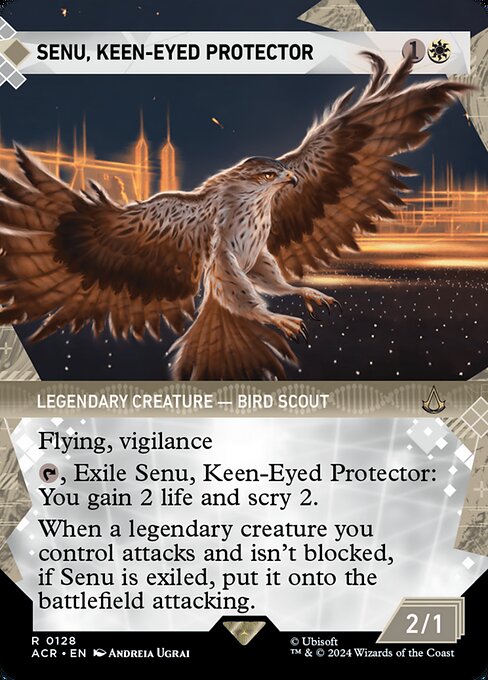 SENU, KEEN-EYED PROTECTOR 1
LEGENDARY CREATURE — BIRD SCOUT
Flying, vigilance
, Exile Senu, Keen-Eyed Protector:
You gain 2 life and scry 2.
When a legendary creature you
control attacks and isn't blocked,
if Senu is exiled, put it onto the
battlefield attacking.
2/1
R 0128
ACR • EN ANDREIA UGRAI
© Ubisoft
™ & © 2024 Wizards of the Coast